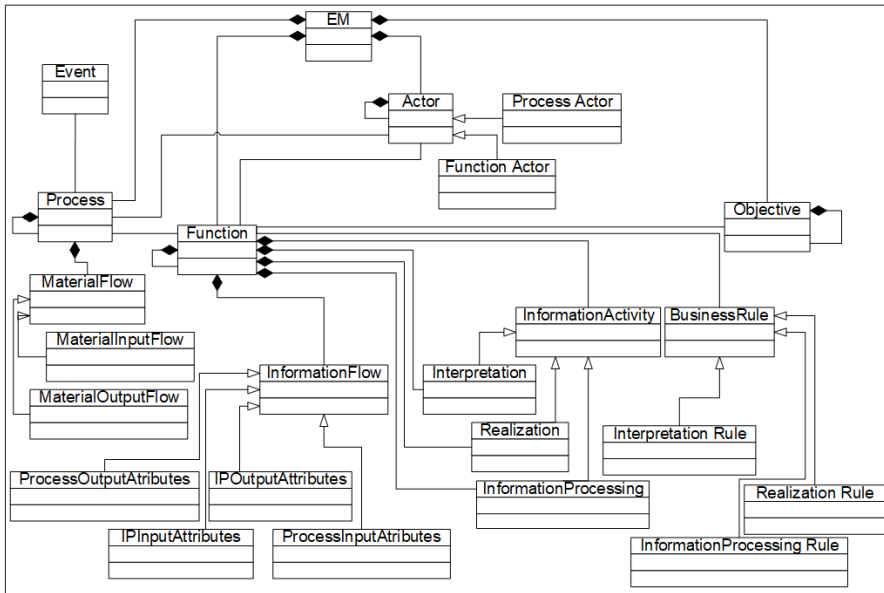 EM
Event
Actor
Process Actor
Function Actor
Process
Objective
Function
MaterialFlow
InformationActivity
BusinessRule
MaterialInputFlow
InformationFlow
Interpretation
MaterialOutputFlow
Realization
Interpretation Rule
ProcessOutputAtributes
IPOutputAttributes
InformationProcessing
Realization Rule
IPInputAttributes
ProcessInputAtributes
InformationProcessing Rule